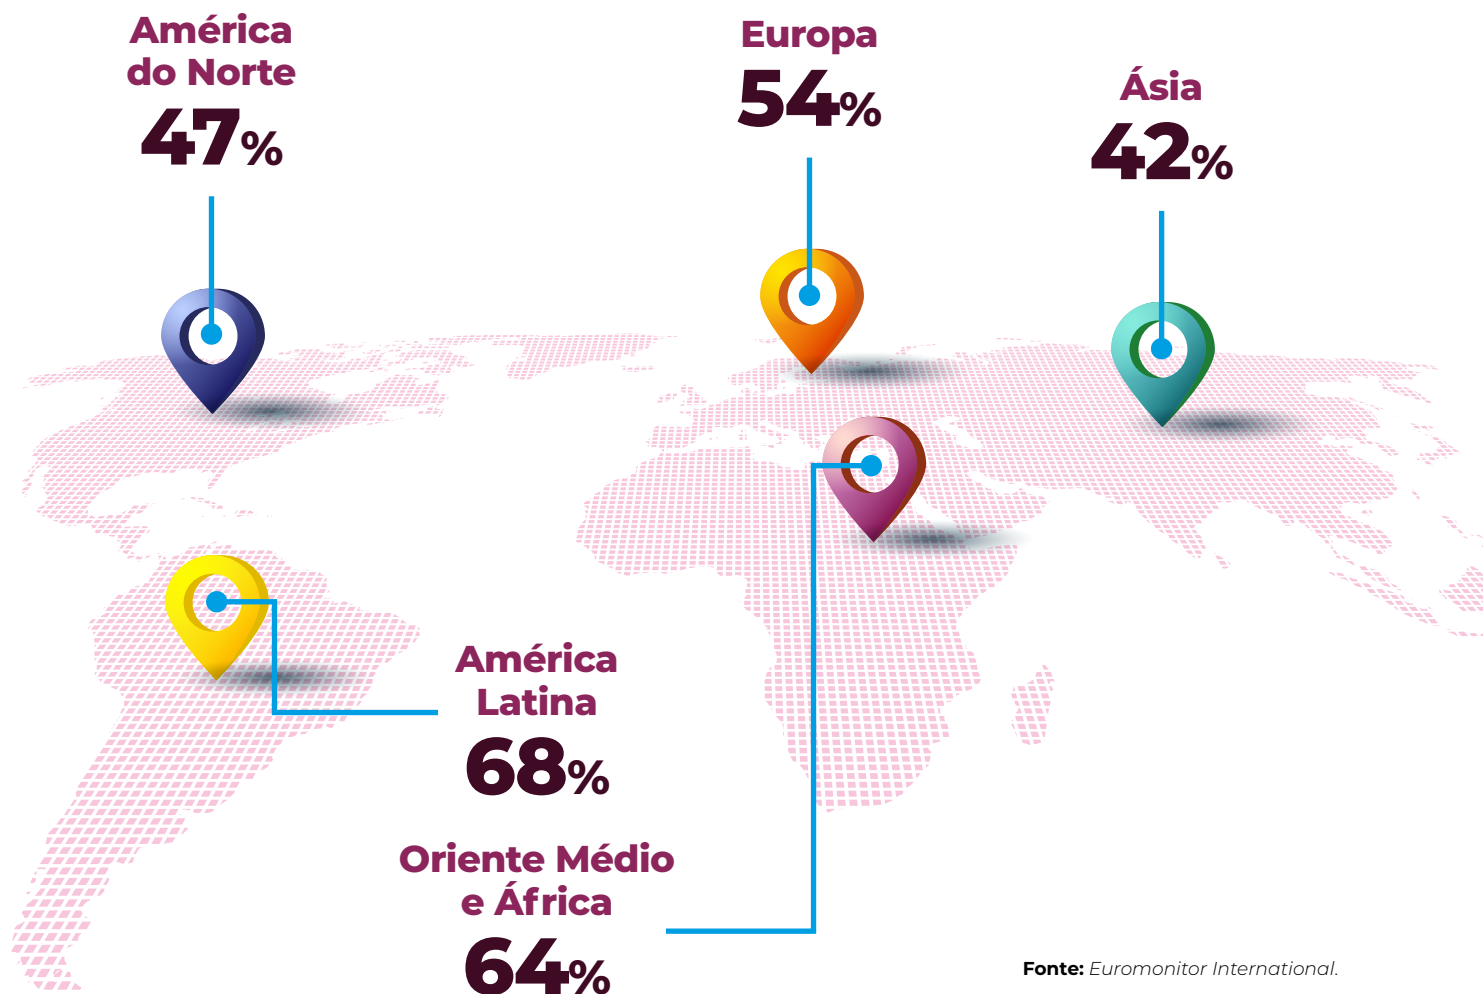 América
do Norte
47%
Europa
54%
Ásia
42%
América
Latina
68%
Oriente Médio
e África
64%
Fonte: Euromonitor International.